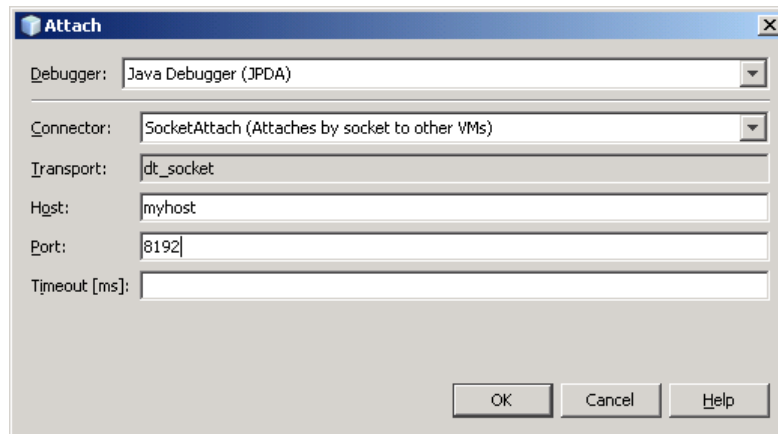 Attach
Debugger: Java Debugger (JPDA)
Connector: SocketAttach (Attaches by socket to other VMs)
Transport: dt_socket
Host: myhost
Port: 8192
Timeout [ms]:
OK Cancel Help